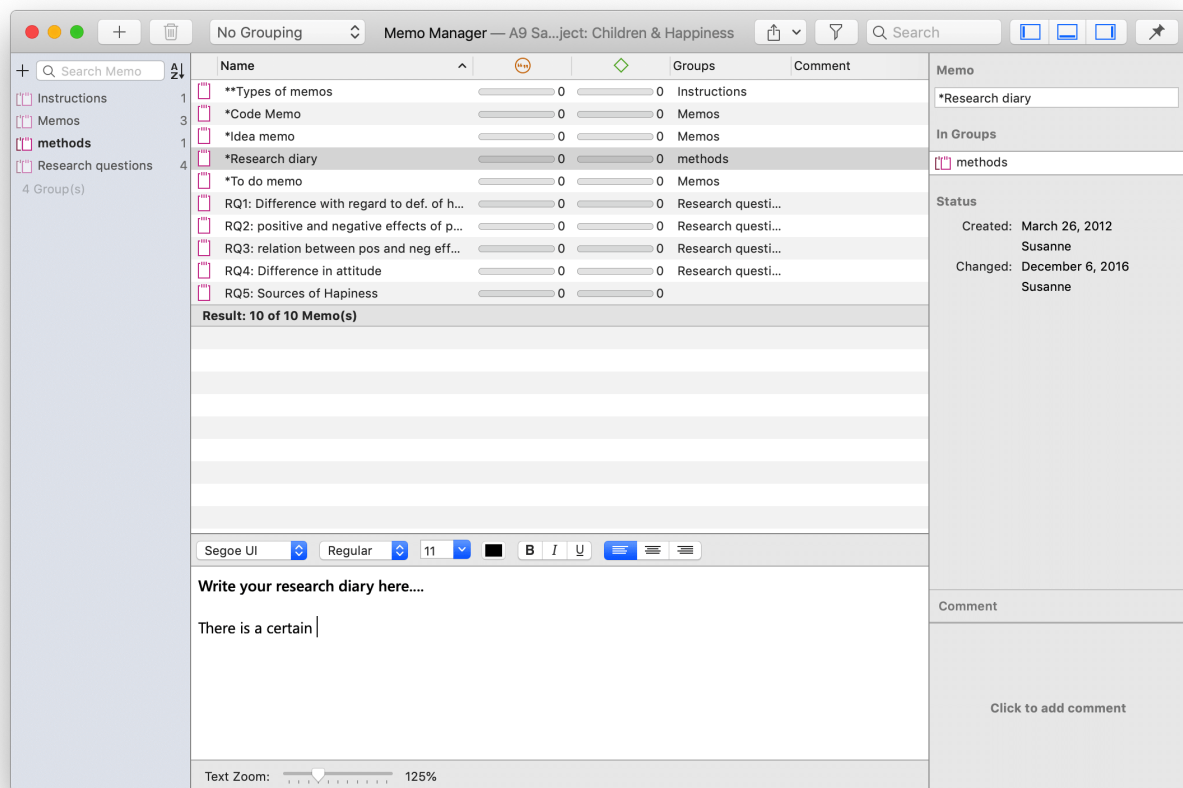 No Grouping
Memo Manager — A9 Sa...ject: Children & Happiness
Search
Search Memo
A
Z
Instructions 1
Memos 3
methods 1
Research questions 4
4 Group(s)
Name Groups Comment
**Types of memos 0 0 Instructions
*Code Memo 0 0 Memos
*Idea memo 0 0 Memos
*Research diary 0 0 methods
*To do memo 0 0 Memos
RQ1: Difference with regard to def. of h... 0 0 Research questi...
RQ2: positive and negative effects of p... 0 0 Research questi...
RQ3: relation between pos and neg eff... 0 0 Research questi...
RQ4: Difference in attitude 0 0 Research questi...
RQ5: Sources of Hapiness 0 0
Result: 10 of 10 Memo(s)
Segoe UI Regular 11 B I U
Write your research diary here....
There is a certain
Text Zoom: 125%
Memo
*Research diary
In Groups
methods
Status
Created: March 26, 2012
Susanne
Changed: December 6, 2016
Susanne
Comment
Click to add comment